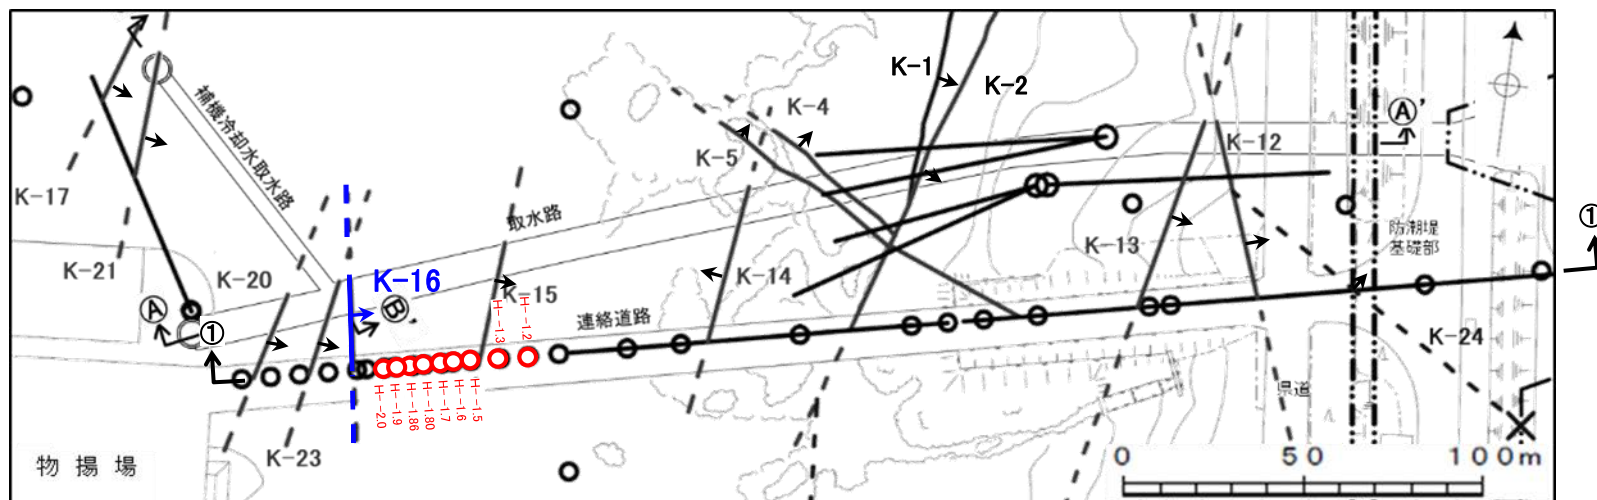 K-1
K-2
K-4
K-5
K-12
Ⓐ'
補機冷却水取水路
K-17
取水路
①
K-13
防潮堤
基礎部
K-21
K-20
K-16
K-14
K-15
Ⓐ
①
Ⓑ'
H--1.3
H--1.2
連絡道路
K-24
H--2.0
H--1.9
H--1.86
H--1.80
H--1.7
H--1.6
H--1.5
県道
K-23
物揚場
0 50 100m